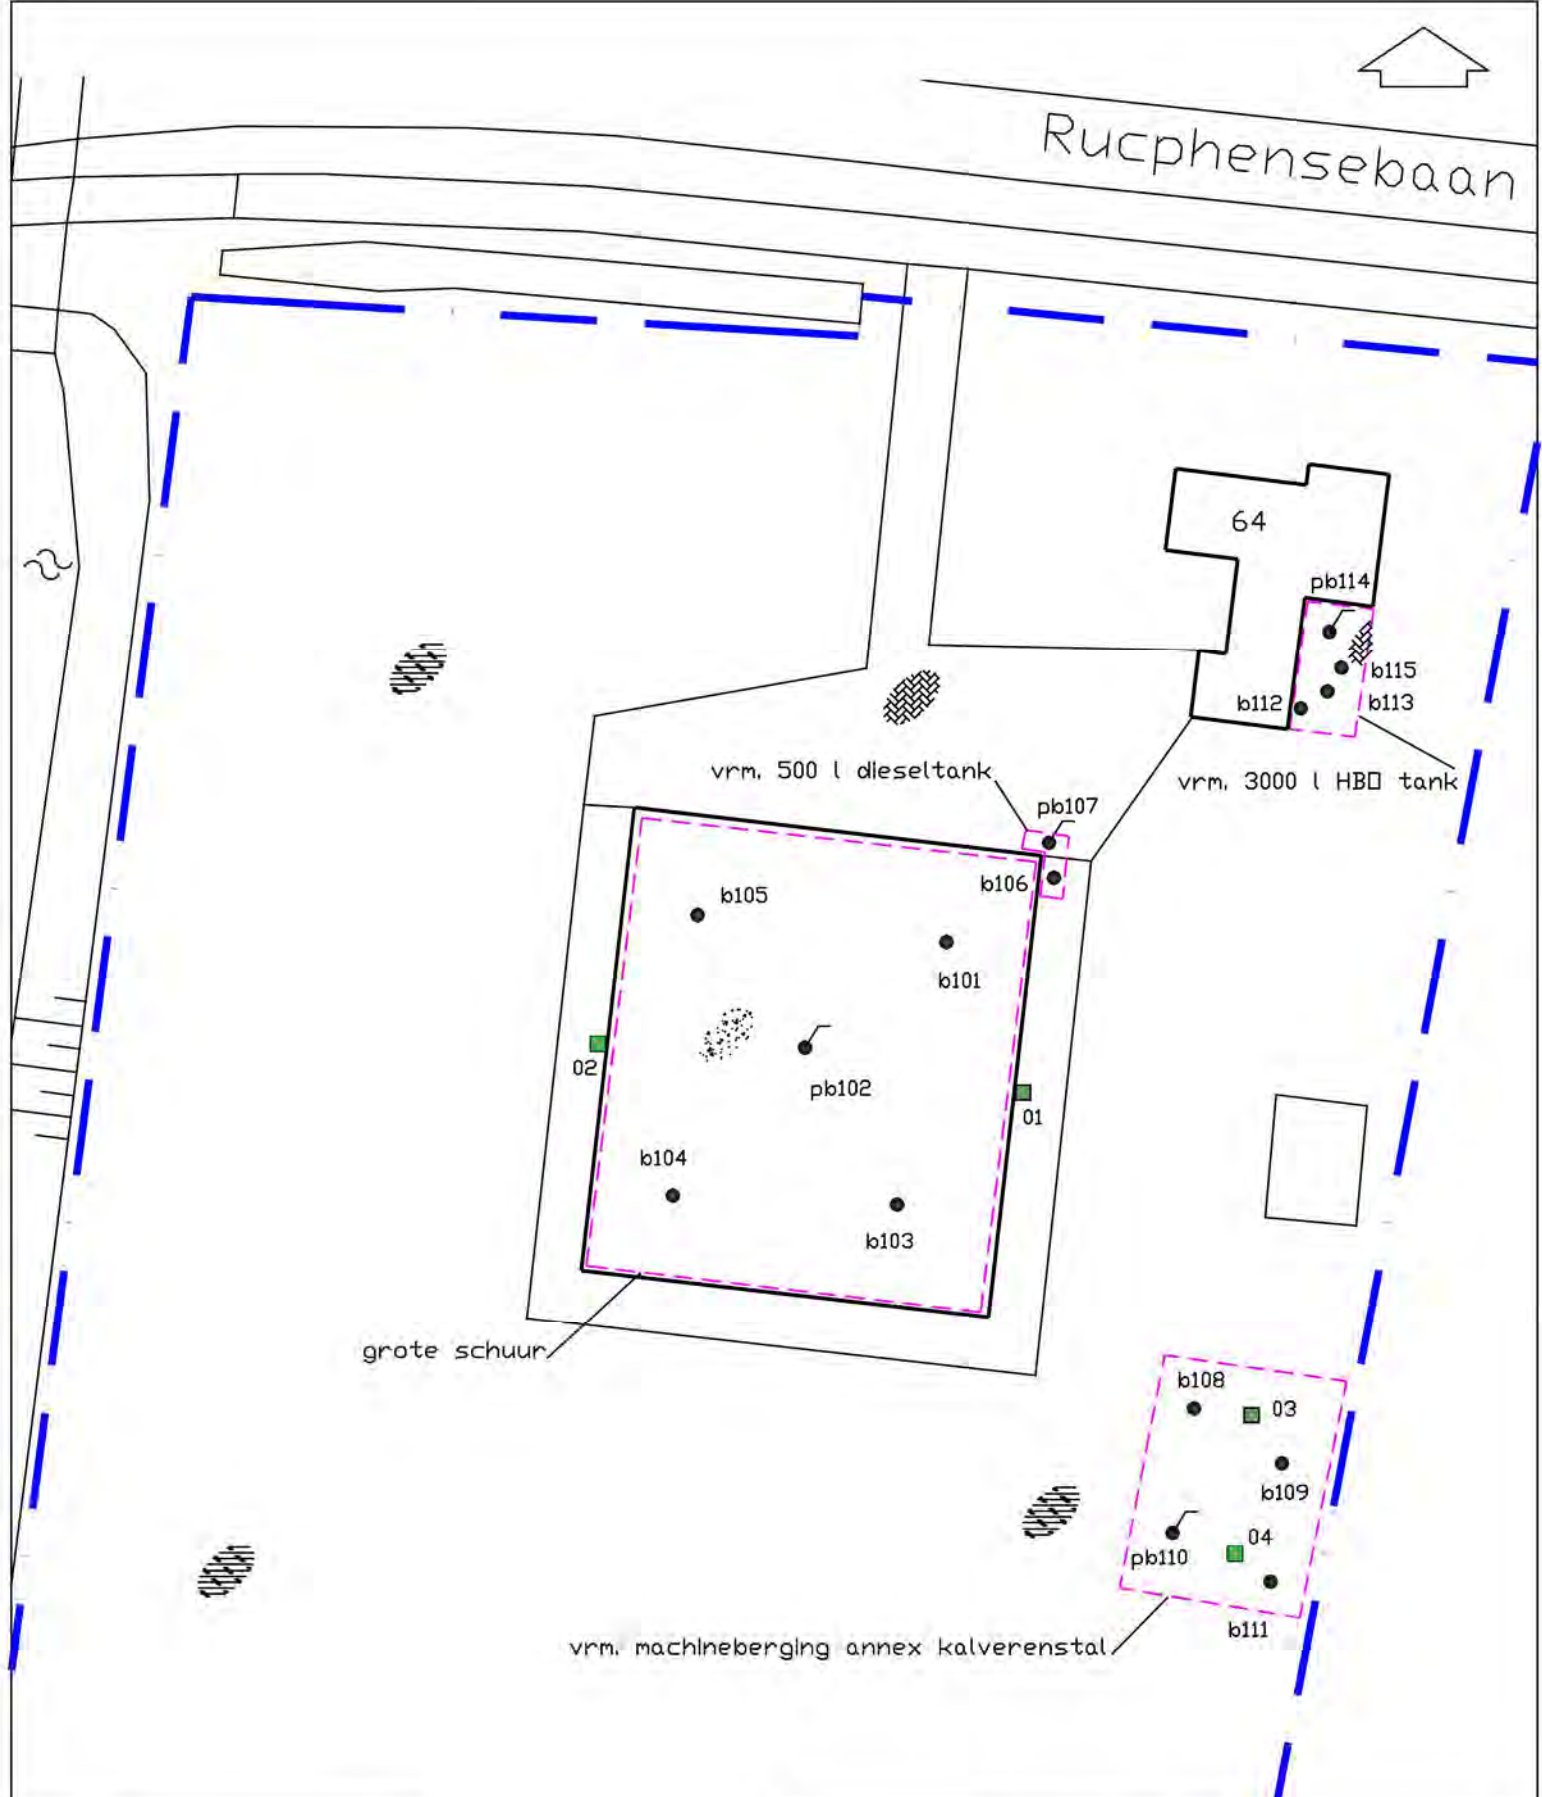 Rucphensebaan
64
pb114
b115
b112
b113
vrm. 500 l dieseltank
vrm. 3000 l HBO tank
pb107
b106
b105
b101
02
pb102
01
b104
b103
grote schuur
b108
03
b109
04
pb110
b111
vrm. machineberging annex kalverenstal